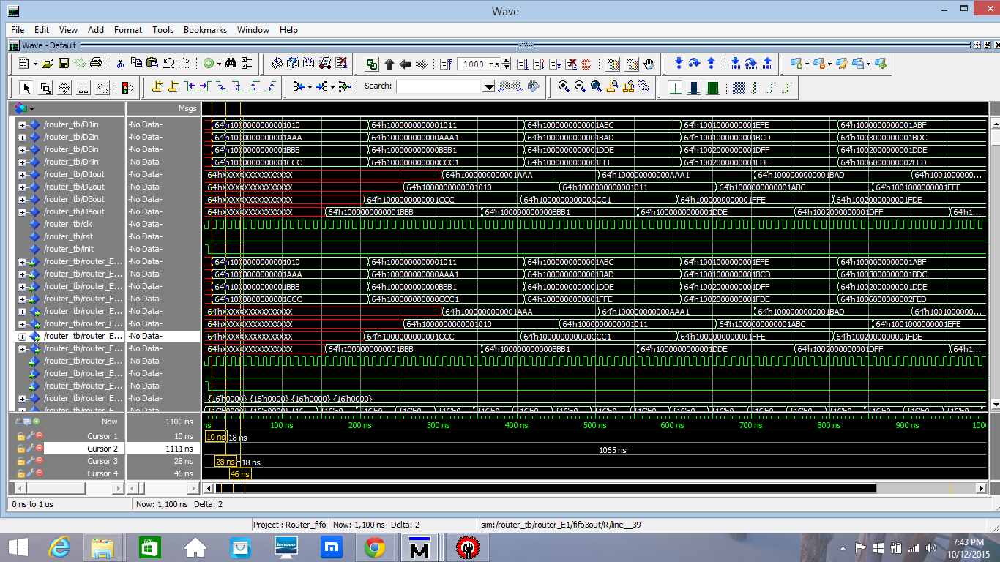 Wave
File Edit View Add Format Tools Bookmarks Window Help
Wave - Default
1000 ns
Search:
Msgs
/router_tb/D1in -No Data- 64'h1000000000001010 64'h1000000000001011 64'h1000000000001ABC 64'h1001000000001EFE 64'h1000000000001ABF
/router_tb/D2in -No Data- 64'h1000000000001AAA 64'h100000000000AAA1 64'h1000000000001BAD 64'h1001000000001BCD 64'h1003000000001BDC
/router_tb/D3in -No Data- 64'h1000000000001BBB 64'h100000000000BBB1 64'h1000000000001DDE 64'h1002000000001DFF 64'h1002000000001DDE
/router_tb/D4in -No Data- 64'h1000000000001CCC 64'h100000000000CCC1 64'h1000000000001FFE 64'h1002000000001FDE 64'h1006000000002FED
/router_tb/D1out -No Data- 64'hXXXXXXXXXXXXXXXX 64'h1000000000001AAA 64'h100000000000AAA1 64'h1000000000001BAD 64'h1001000000...
/router_tb/D2out -No Data- 64'hXXXXXXXXXXXXXXXX 64'h1000000000001010 64'h1000000000001011 64'h1000000000001ABC 64'h1001000000001EFE
/router_tb/D3out -No Data- 64'hXXXXXXXXXXXXXXXX 64'h1000000000001CCC 64'h100000000000CCC1 64'h1000000000001FFE 64'h1002000000001FDE
/router_tb/D4out -No Data- 64'hXXXXXXXXXXXXXXXX 64'h1000000000001BBB 64'h100000000000BBB1 64'h1000000000001DDE 64'h1002000000001DFF 64'h1...
/router_tb/clk -No Data-
/router_tb/rst -No Data-
/router_tb/init -No Data-
/router_tb/router_E... -No Data- 64'h1000000000001010 64'h1000000000001011 64'h1000000000001ABC 64'h1001000000001EFE 64'h1000000000001ABF
/router_tb/router_E... -No Data- 64'h1000000000001AAA 64'h100000000000AAA1 64'h1000000000001BAD 64'h1001000000001BCD 64'h1003000000001BDC
/router_tb/router_E... -No Data- 64'h1000000000001BBB 64'h100000000000BBB1 64'h1000000000001DDE 64'h1002000000001DFF 64'h1002000000001DDE
/router_tb/router_E... -No Data- 64'h1000000000001CCC 64'h100000000000CCC1 64'h1000000000001FFE 64'h1002000000001FDE 64'h1006000000002FED
/router_tb/router_E... -No Data- 64'hXXXXXXXXXXXXXXXX 64'h1000000000001AAA 64'h100000000000AAA1 64'h1000000000001BAD 64'h1001000000...
/router_tb/router_E... -No Data- 64'hXXXXXXXXXXXXXXXX 64'h1000000000001010 64'h1000000000001011 64'h1000000000001ABC 64'h1001000000001EFE
/router_tb/router_E... -No Data- 64'hXXXXXXXXXXXXXXXX 64'h1000000000001CCC 64'h100000000000CCC1 64'h1000000000001FFE 64'h1002000000001FDE
/router_tb/router_E... -No Data- 64'hXXXXXXXXXXXXXXXX 64'h1000000000001BBB 64'h100000000000BBB1 64'h1000000000001DDE 64'h1002000000001DFF 64'h1...
/router_tb/router_E... -No Data-
/router_tb/router_E... -No Data-
/router_tb/router_E... -No Data-
/router_tb/router_E... -No Data- {16'h0000} {16'h0000} {16'h0000} {16'h0000}
Now 1100 ns ns 100 ns 200 ns 300 ns 400 ns 500 ns 600 ns 700 ns 800 ns 900 ns 1000
Cursor 1 10 ns 10 ns 18 ns
Cursor 2 1111 ns 1065 ns
Cursor 3 28 ns 28 ns 18 ns
Cursor 4 46 ns 46 ns
0 ns to 1 us Now: 1,100 ns Delta: 2
Project : Router_fifo Now: 1,100 ns Delta: 2 sim:/router_tb/router_E1/fifo3out/R/line__39
lenovo
7:43 PM
10/12/2015